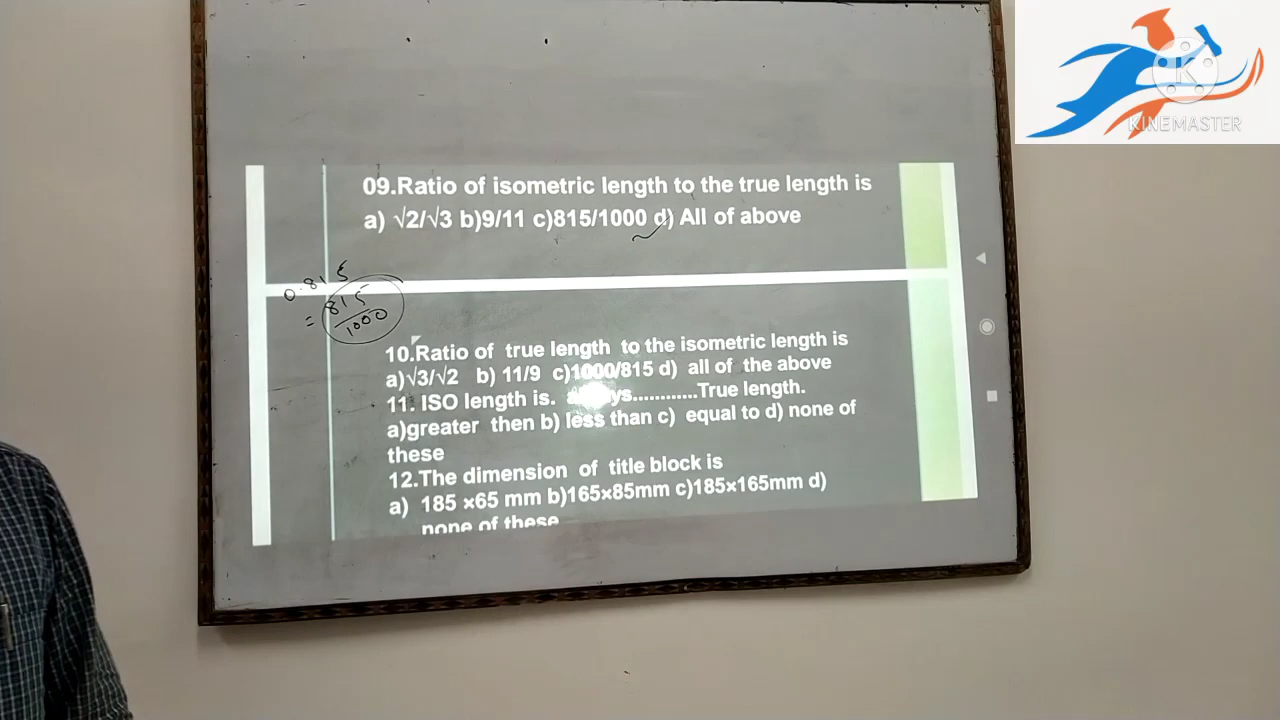 KINEMASTER
09.Ratio of isometric length to the true length is
a) √2/√3 b)9/11 c)815/1000 d) All of above
0.815
= 815/1000
10.Ratio of true length to the isometric length is
a)√3/√2 b) 11/9 c)1000/815 d) all of the above
11. ISO length is. ............True length.
a)greater then b) less than c) equal to d) none of
these
12.The dimension of title block is
a) 185 ×65 mm b)165×85mm c)185×165mm d)
none of these